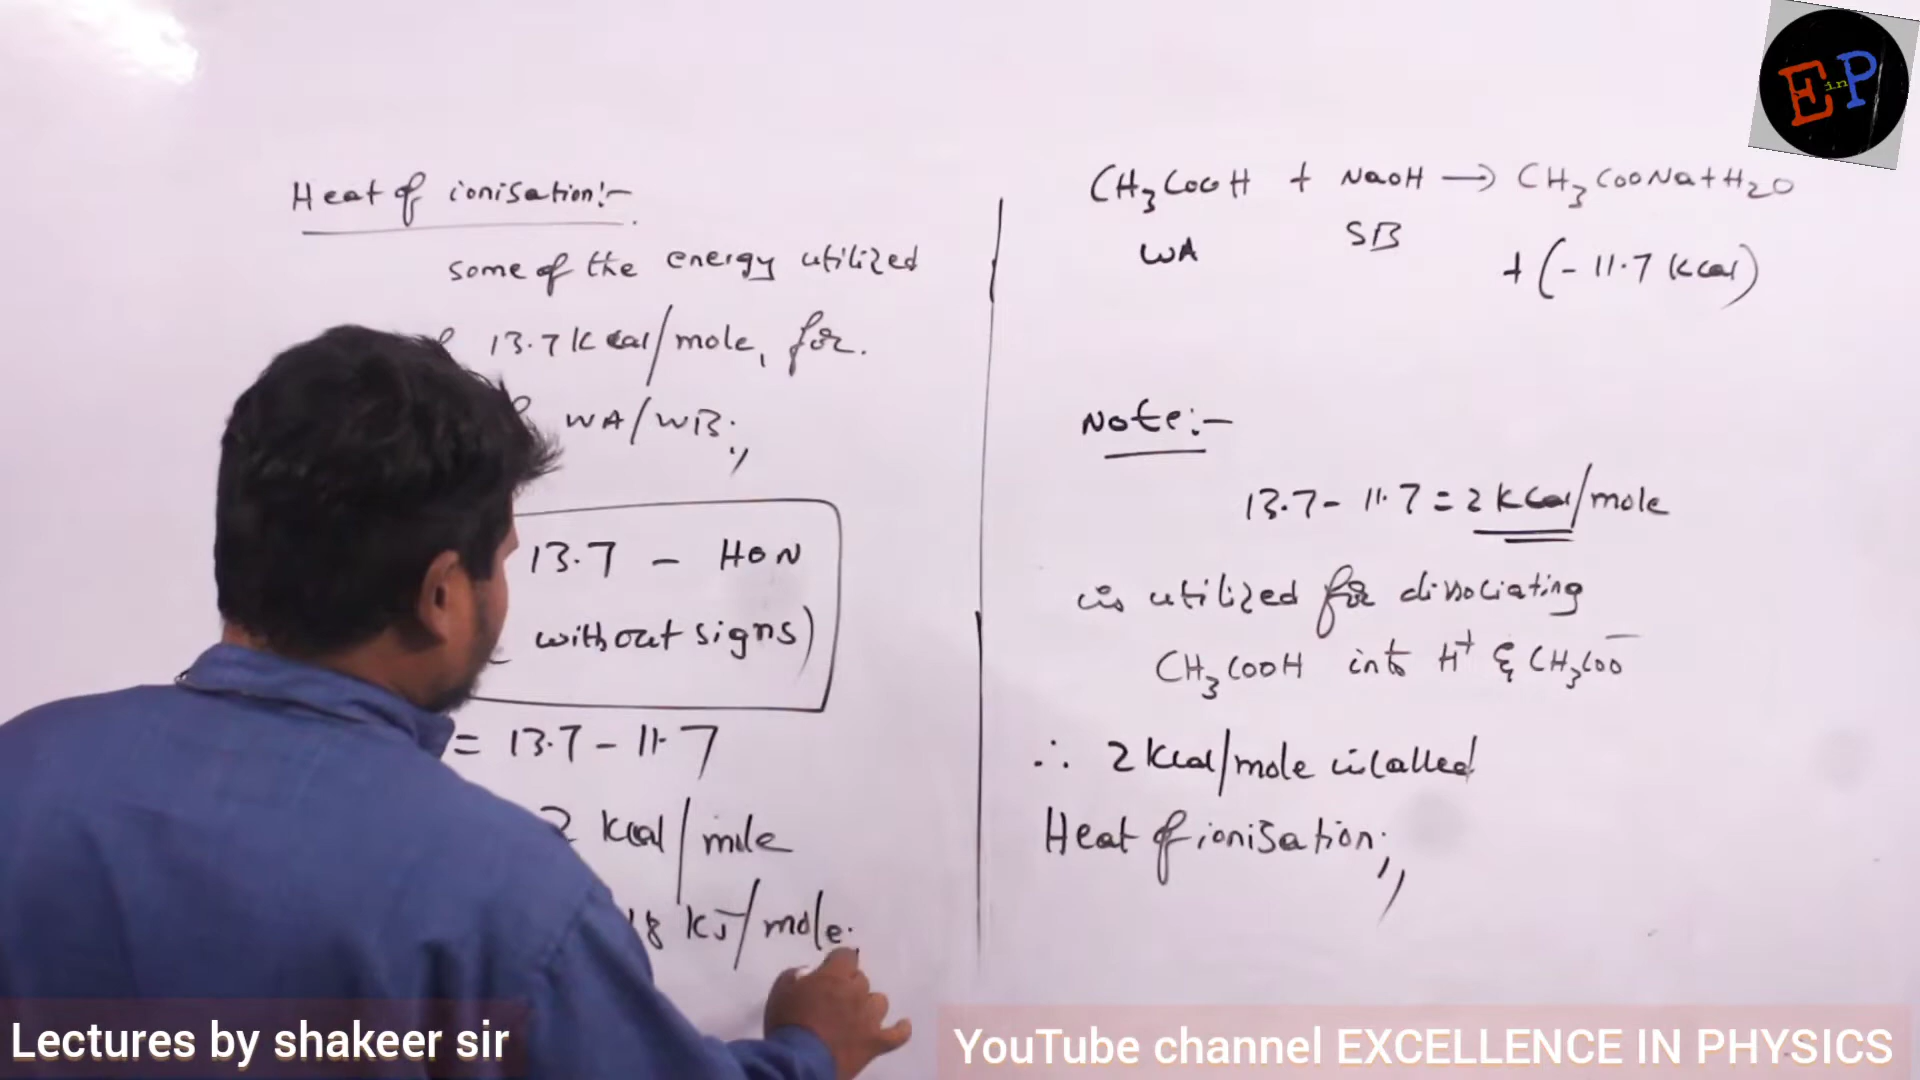 E in P
Heat of ionisation:-
some of the energy utilized
13.7 K cal/mole, for.
WA/WB.,
13.7 - HON
without signs)
= 13.7 - 11.7
2 kcal/mole
18 KJ/mole.
CH3COOH + NaOH → CH3COONa + H2O
WA SB
+ (- 11.7 kcal)
Note:-
13.7 - 11.7 = 2 kcal/mole
is utilized for dissociating
CH3COOH into H+ & CH3COO-
∴ 2 kcal/mole is called
Heat of ionisation.,
Lectures by shakeer sir
YouTube channel EXCELLENCE IN PHYSICS